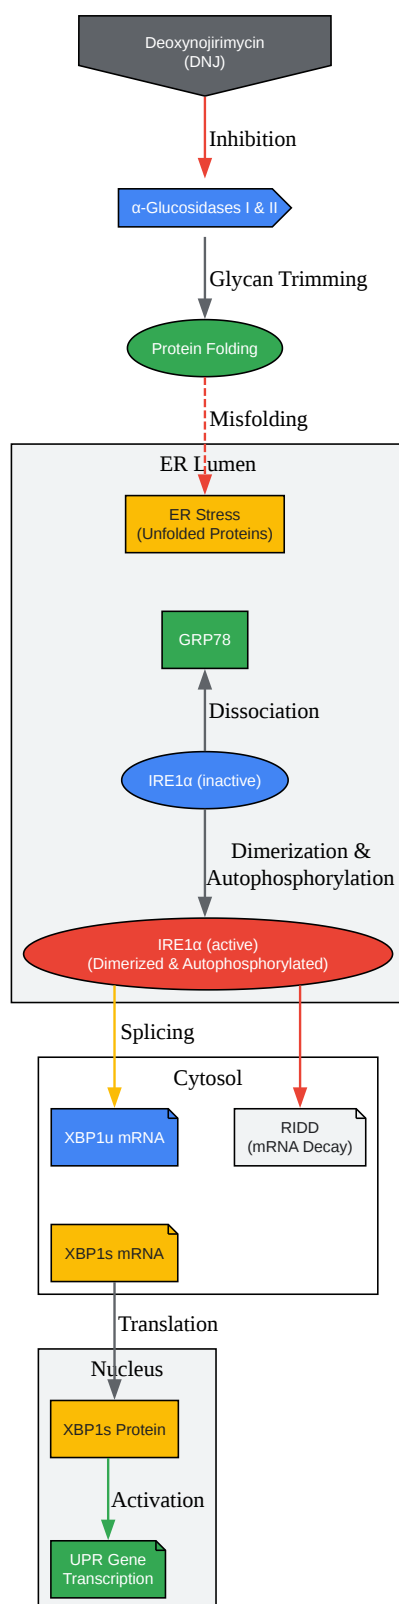 Deoxynojirimycin
(DNJ)
Inhibition
α-Glucosidases I & II
Glycan Trimming
Protein Folding
Misfolding
ER Lumen
ER Stress
(Unfolded Proteins)
GRP78
Dissociation
IRE1α (inactive)
Dimerization &
Autophosphorylation
IRE1α (active)
(Dimerized & Autophosphorylated)
Splicing
Cytosol
XBP1u mRNA
RIDD
(mRNA Decay)
XBP1s mRNA
Translation
Nucleus
XBP1s Protein
Activation
UPR Gene
Transcription